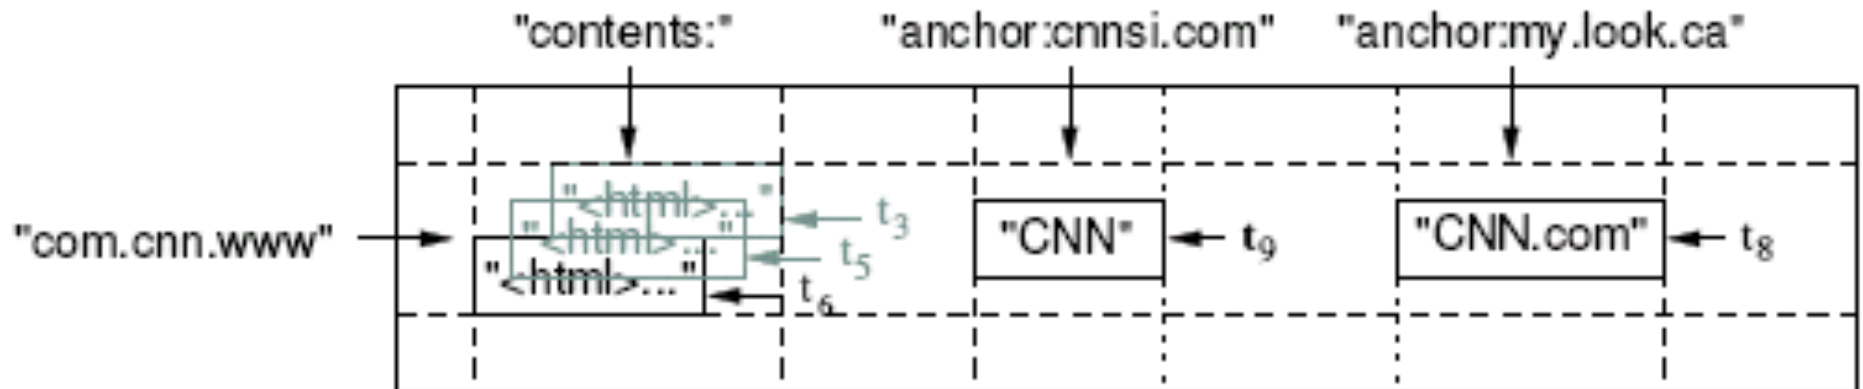 "contents:" "anchor:cnnsi.com" "anchor:my.look.ca"
"<html>..." t3
"com.cnn.www" "<html>..." t5 "CNN" t9 "CNN.com" t8
"<html>..." t6